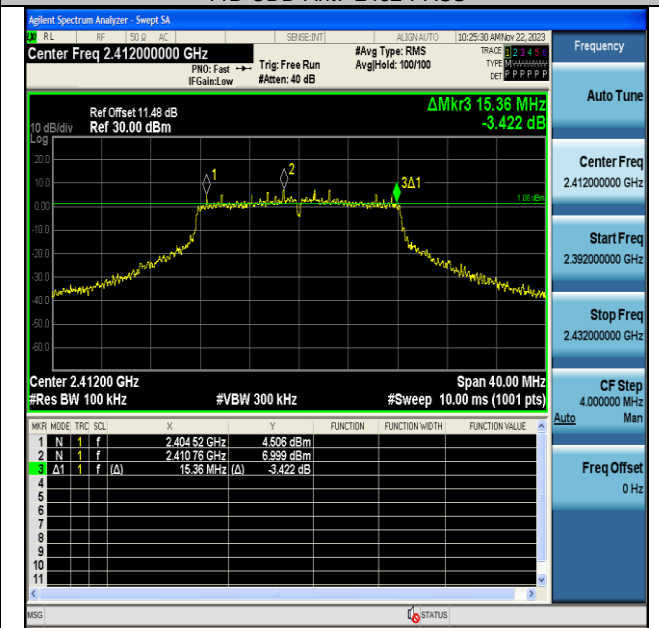 Agilent Spectrum Analyzer - Swept SA
LXI RL RF 50 Ω AC SENSE:INT ALIGN AUTO 10:25:30 AM Nov 22, 2023
Center Freq 2.412000000 GHz
PNO: Fast
IFGain:Low
Trig: Free Run
#Atten: 40 dB
#Avg Type: RMS
Avg|Hold: 100/100
TRACE 1 2 3 4 5 6
TYPE M
DET P P P P P P
Frequency
Auto Tune
Center Freq
2.412000000 GHz
Start Freq
2.392000000 GHz
Stop Freq
2.432000000 GHz
CF Step
4.000000 MHz
Auto Man
Freq Offset
0 Hz
ΔMkr3 15.36 MHz
-3.422 dB
Ref Offset 11.48 dB
10 dB/div Ref 30.00 dBm
Log
20.0
10.0
0.00
-10.0
-20.0
-30.0
-40.0
-50.0
-60.0
1
2
3Δ1
1.00 dBm
Center 2.41200 GHz Span 40.00 MHz
#Res BW 100 kHz #VBW 300 kHz #Sweep 10.00 ms (1001 pts)
MKR MODE TRC SCL X Y FUNCTION FUNCTION WIDTH FUNCTION VALUE
1 N 1 f 2.404 52 GHz 4.506 dBm
2 N 1 f 2.410 76 GHz 6.999 dBm
3 Δ1 1 f (Δ) 15.36 MHz (Δ) -3.422 dB
4
5
6
7
8
9
10
11
MSG STATUS